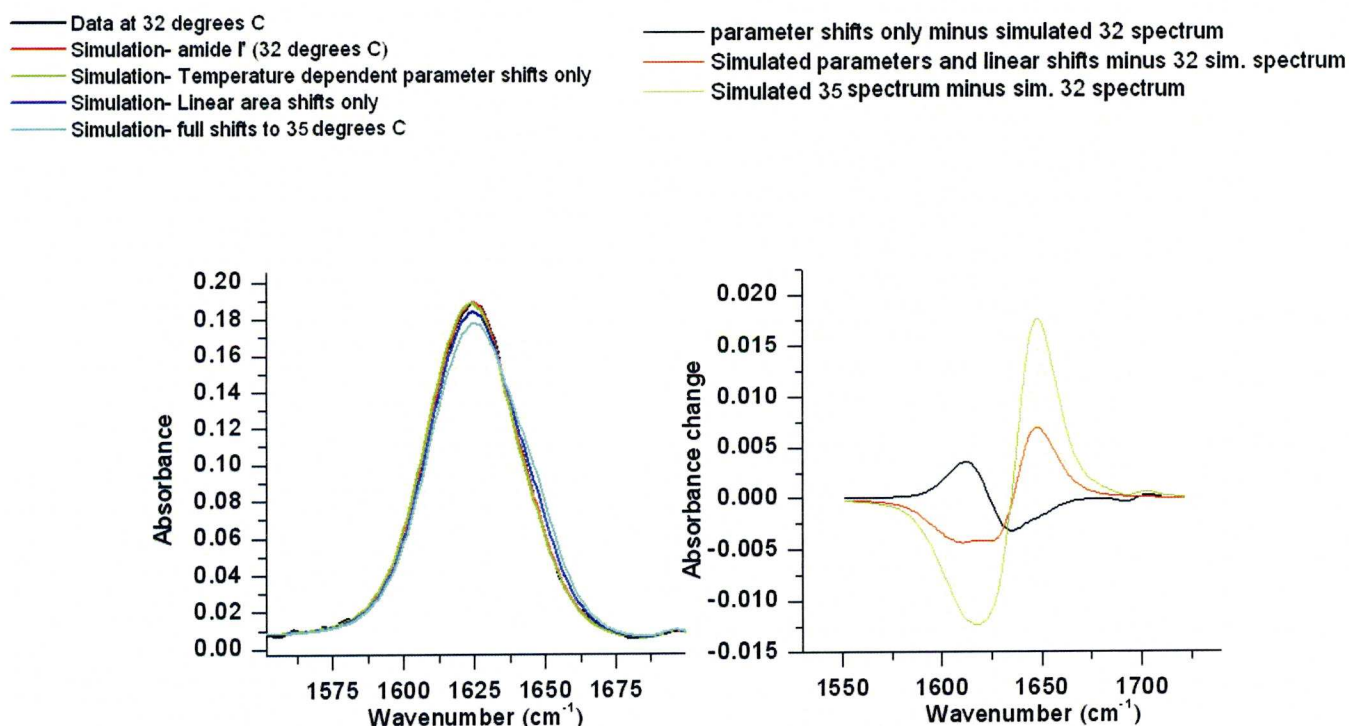 Data at 32 degrees C
Simulation- amide I' (32 degrees C)
Simulation- Temperature dependent parameter shifts only
Simulation- Linear area shifts only
Simulation- full shifts to 35 degrees C
parameter shifts only minus simulated 32 spectrum
Simulated parameters and linear shifts minus 32 sim. spectrum
Simulated 35 spectrum minus sim. 32 spectrum
0.20
0.18
0.16
0.14
0.12
0.10
0.08
0.06
0.04
0.02
0.00
Absorbance
1575 1600 1625 1650 1675
Wavenumber (cm⁻¹)
0.020
0.015
0.010
0.005
0.000
-0.005
-0.010
-0.015
Absorbance change
1550 1600 1650 1700
Wavenumber (cm⁻¹)